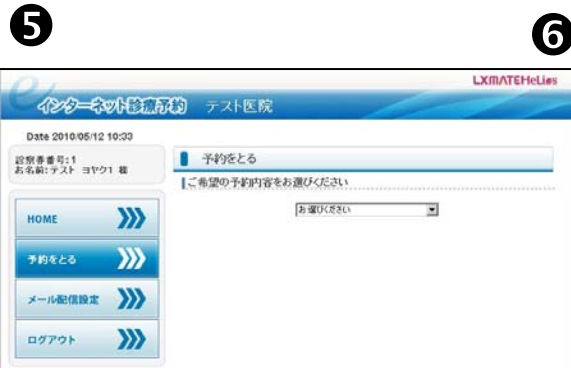 ❺
❻
LXMATEHeLios
インターネット診療予約 テスト医院
Date 2010/05/12 10:33
診察券番号:1
お名前:テスト ヨヤク1 様
予約をとる
ご希望の予約内容をお選びください
お選びください
HOME
予約をとる
メール配信設定
ログアウト